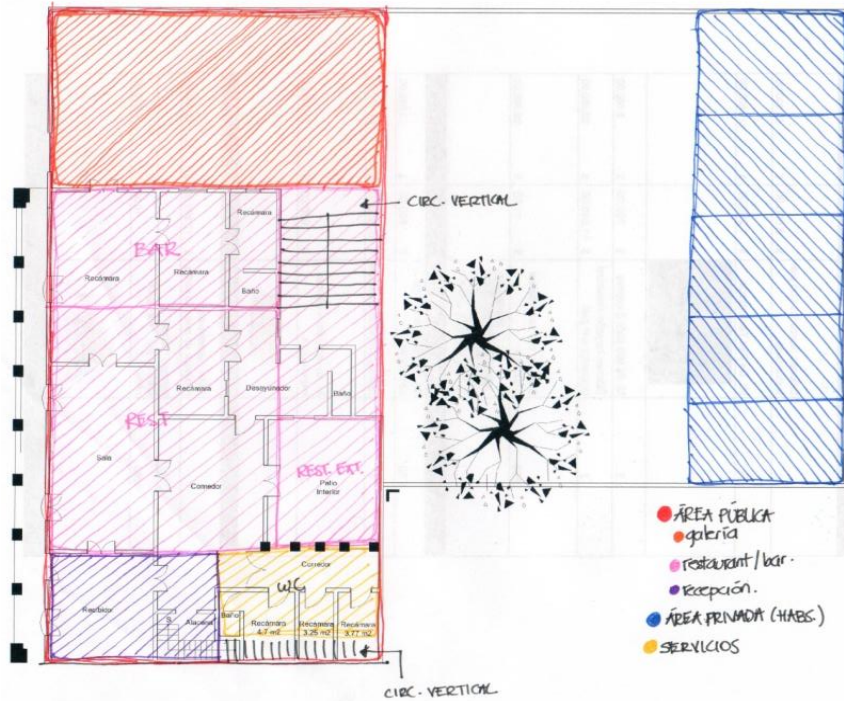 CIRC. VERTICAL
Recámara
BAR
Recámara
Recámara
Baño
Recámara
Desayunador
Baño
REST
Sala
Comedor
REST. EXT.
Patio
Interior
Corredor
WC
Recibidor
S
Alacena
Baño
Recámara
4.7 m2
Recámara
3.25 m2
Recámara
3.77 m2
CIRC. VERTICAL
ÁREA PÚBLICA
galería
restaurant/bar.
recepción.
ÁREA PRIVADA (HABS.)
SERVICIOS